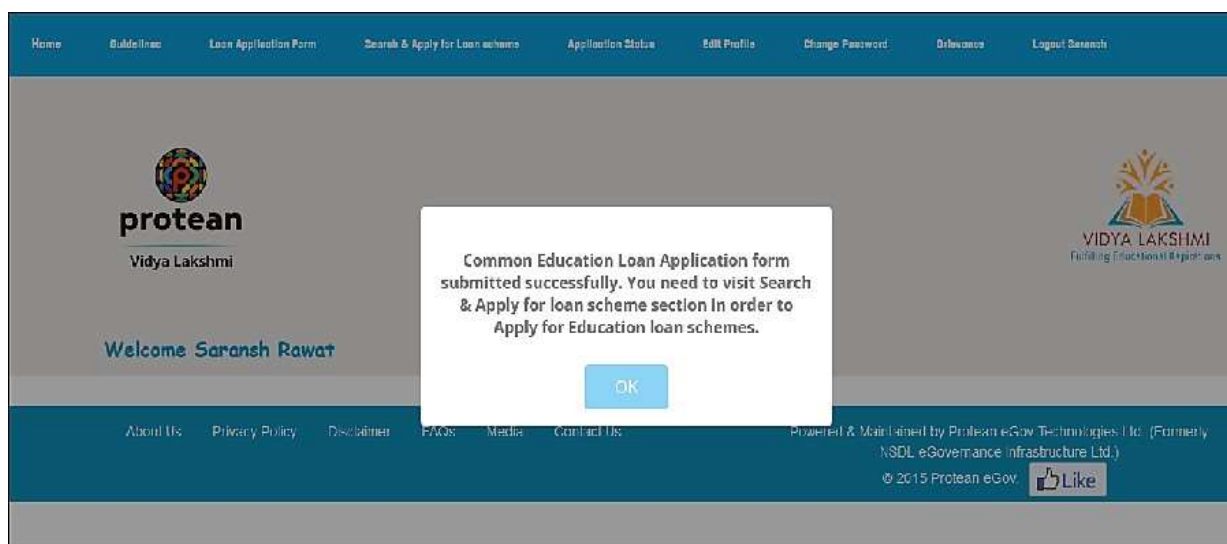 Home Guidelines Loan Application Form Search & Apply for Loan scheme Application Status Edit Profile Change Password Grievance Logout Saransh
protean
Vidya Lakshmi
VIDYA LAKSHMI
Fulfilling Educational Aspirations
Common Education Loan Application form
submitted successfully. You need to visit Search
& Apply for loan scheme section in order to
Apply for Education loan schemes.
OK
Welcome Saransh Rawat
About Us Privacy Policy Disclaimer FAQs Media Contact Us
Powered & Maintained by Protean eGov Technologies Ltd. (Formerly
NSDL eGovernance Infrastructure Ltd.)
© 2015 Protean eGov.
Like